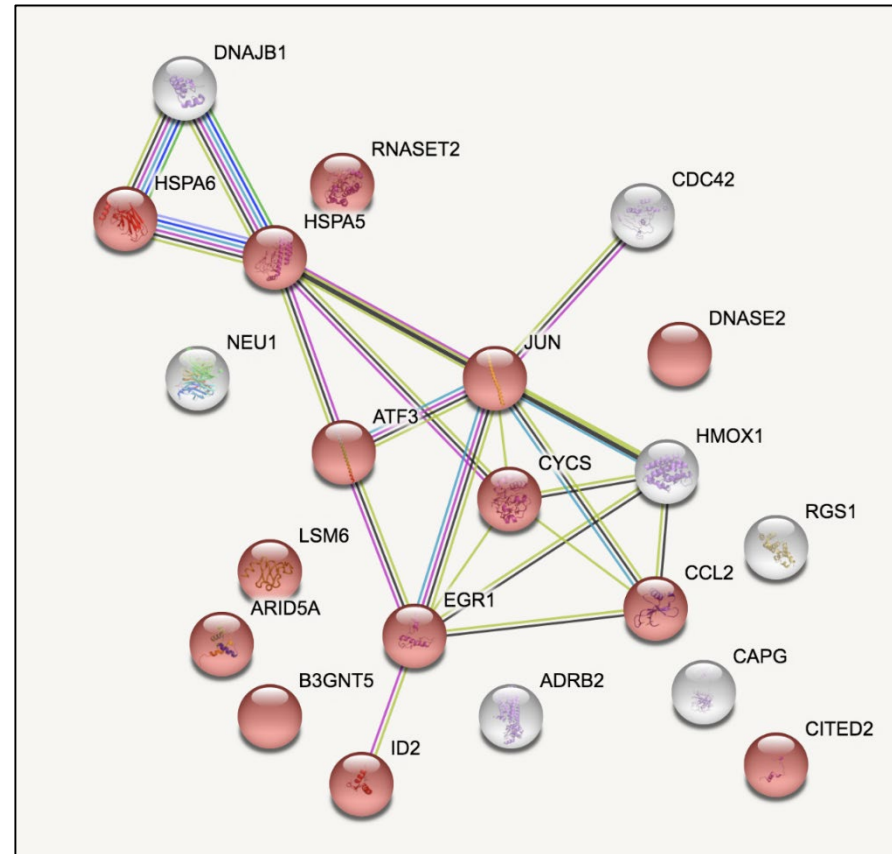 DNAJB1
RNASET2
HSPA6
CDC42
HSPA5
DNASE2
NEU1
JUN
ATF3
HMOX1
CYCS
RGS1
LSM6
CCL2
ARID5A
EGR1
CAPG
B3GNT5
ADRB2
CITED2
ID2